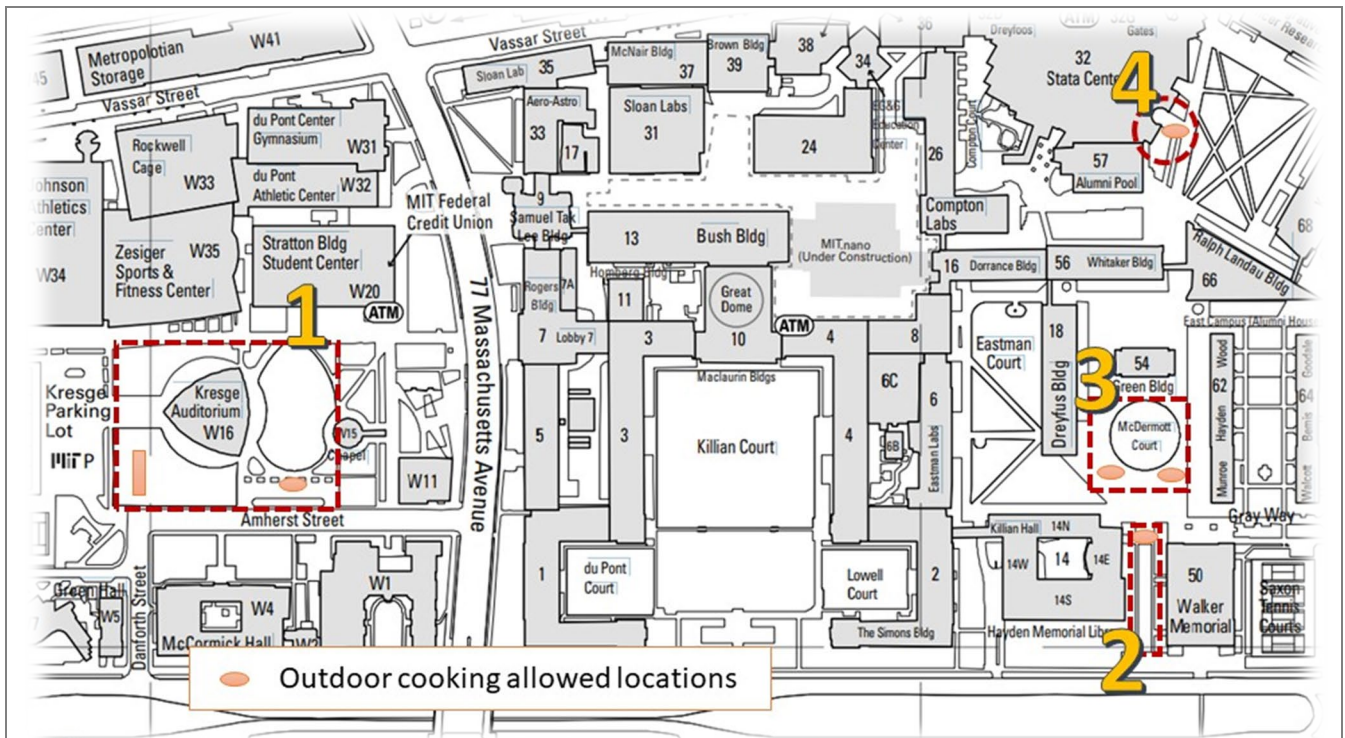 Metropolotian
Storage
W41
45
Vassar Street
Vassar Street
Sloan Lab
35
McNair Bldg
37
Brown Bldg
39
38
34
36
Dreyfoos
ATM
Gates
32
Stata Center
4
du Pont Center
Gymnasium
W31
du Pont
Athletic Center
W32
Rockwell
Cage
W33
Johnson
Athletics
Center
W34
Zesiger
Sports &
Fitness Center
W35
MIT Federal
Credit Union
Stratton Bldg
Student Center
W20
ATM
1
Aero-Astro
33
17
Sloan Labs
31
24
EG&G
Education
Center
26
Compton Court
57
Alumni Pool
Compton
Labs
9
Samuel Tak
Lee Bldg
13
Bush Bldg
MIT.nano
(Under Construction)
16
Dorrance Bldg
56
Whitaker Bldg
Ralph Landau Bldg
66
68
77 Massachusetts Avenue
Rogers
Bldg
7A
11
Great
Dome
ATM
7
Lobby 7
3
10
4
8
Maclaurin Bldgs
Eastman
Court
18
Dreyfus Bldg
54
Green Bldg
3
McDermott
Court
East Campus (Alumni House
Wood
62
Hayden
Munroe
Goodale
64
Bemis
Walcott
Kresge
Parking
Lot
P
Kresge
Auditorium
W16
W15
Chapel
W11
5
3
Killian Court
4
6C
6
6B
Eastman Labs
Amherst Street
Gray Way
Killian Hall
14N
14W
14
14E
14S
Hayden Memorial
2
50
Walker
Memorial
Saxon
Tennis
Courts
1
du Pont
Court
Lowell
Court
2
The Simons Bldg
Green Hall
W5
Danforth Street
W4
McCormick Hall
W1
Outdoor cooking allowed locations